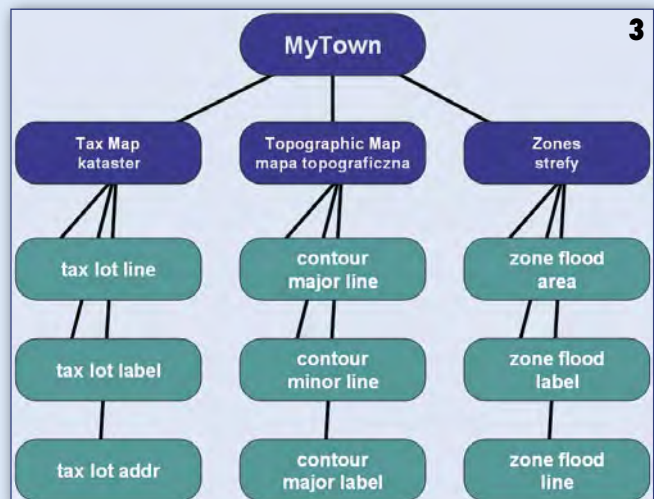 3
MyTown
Tax Map
kataster
Topographic Map
mapa topograficzna
Zones
strefy
tax lot line
contour
major line
zone flood
area
tax lot label
contour
minor line
zone flood
label
tax lot addr
contour
major label
zone flood
line